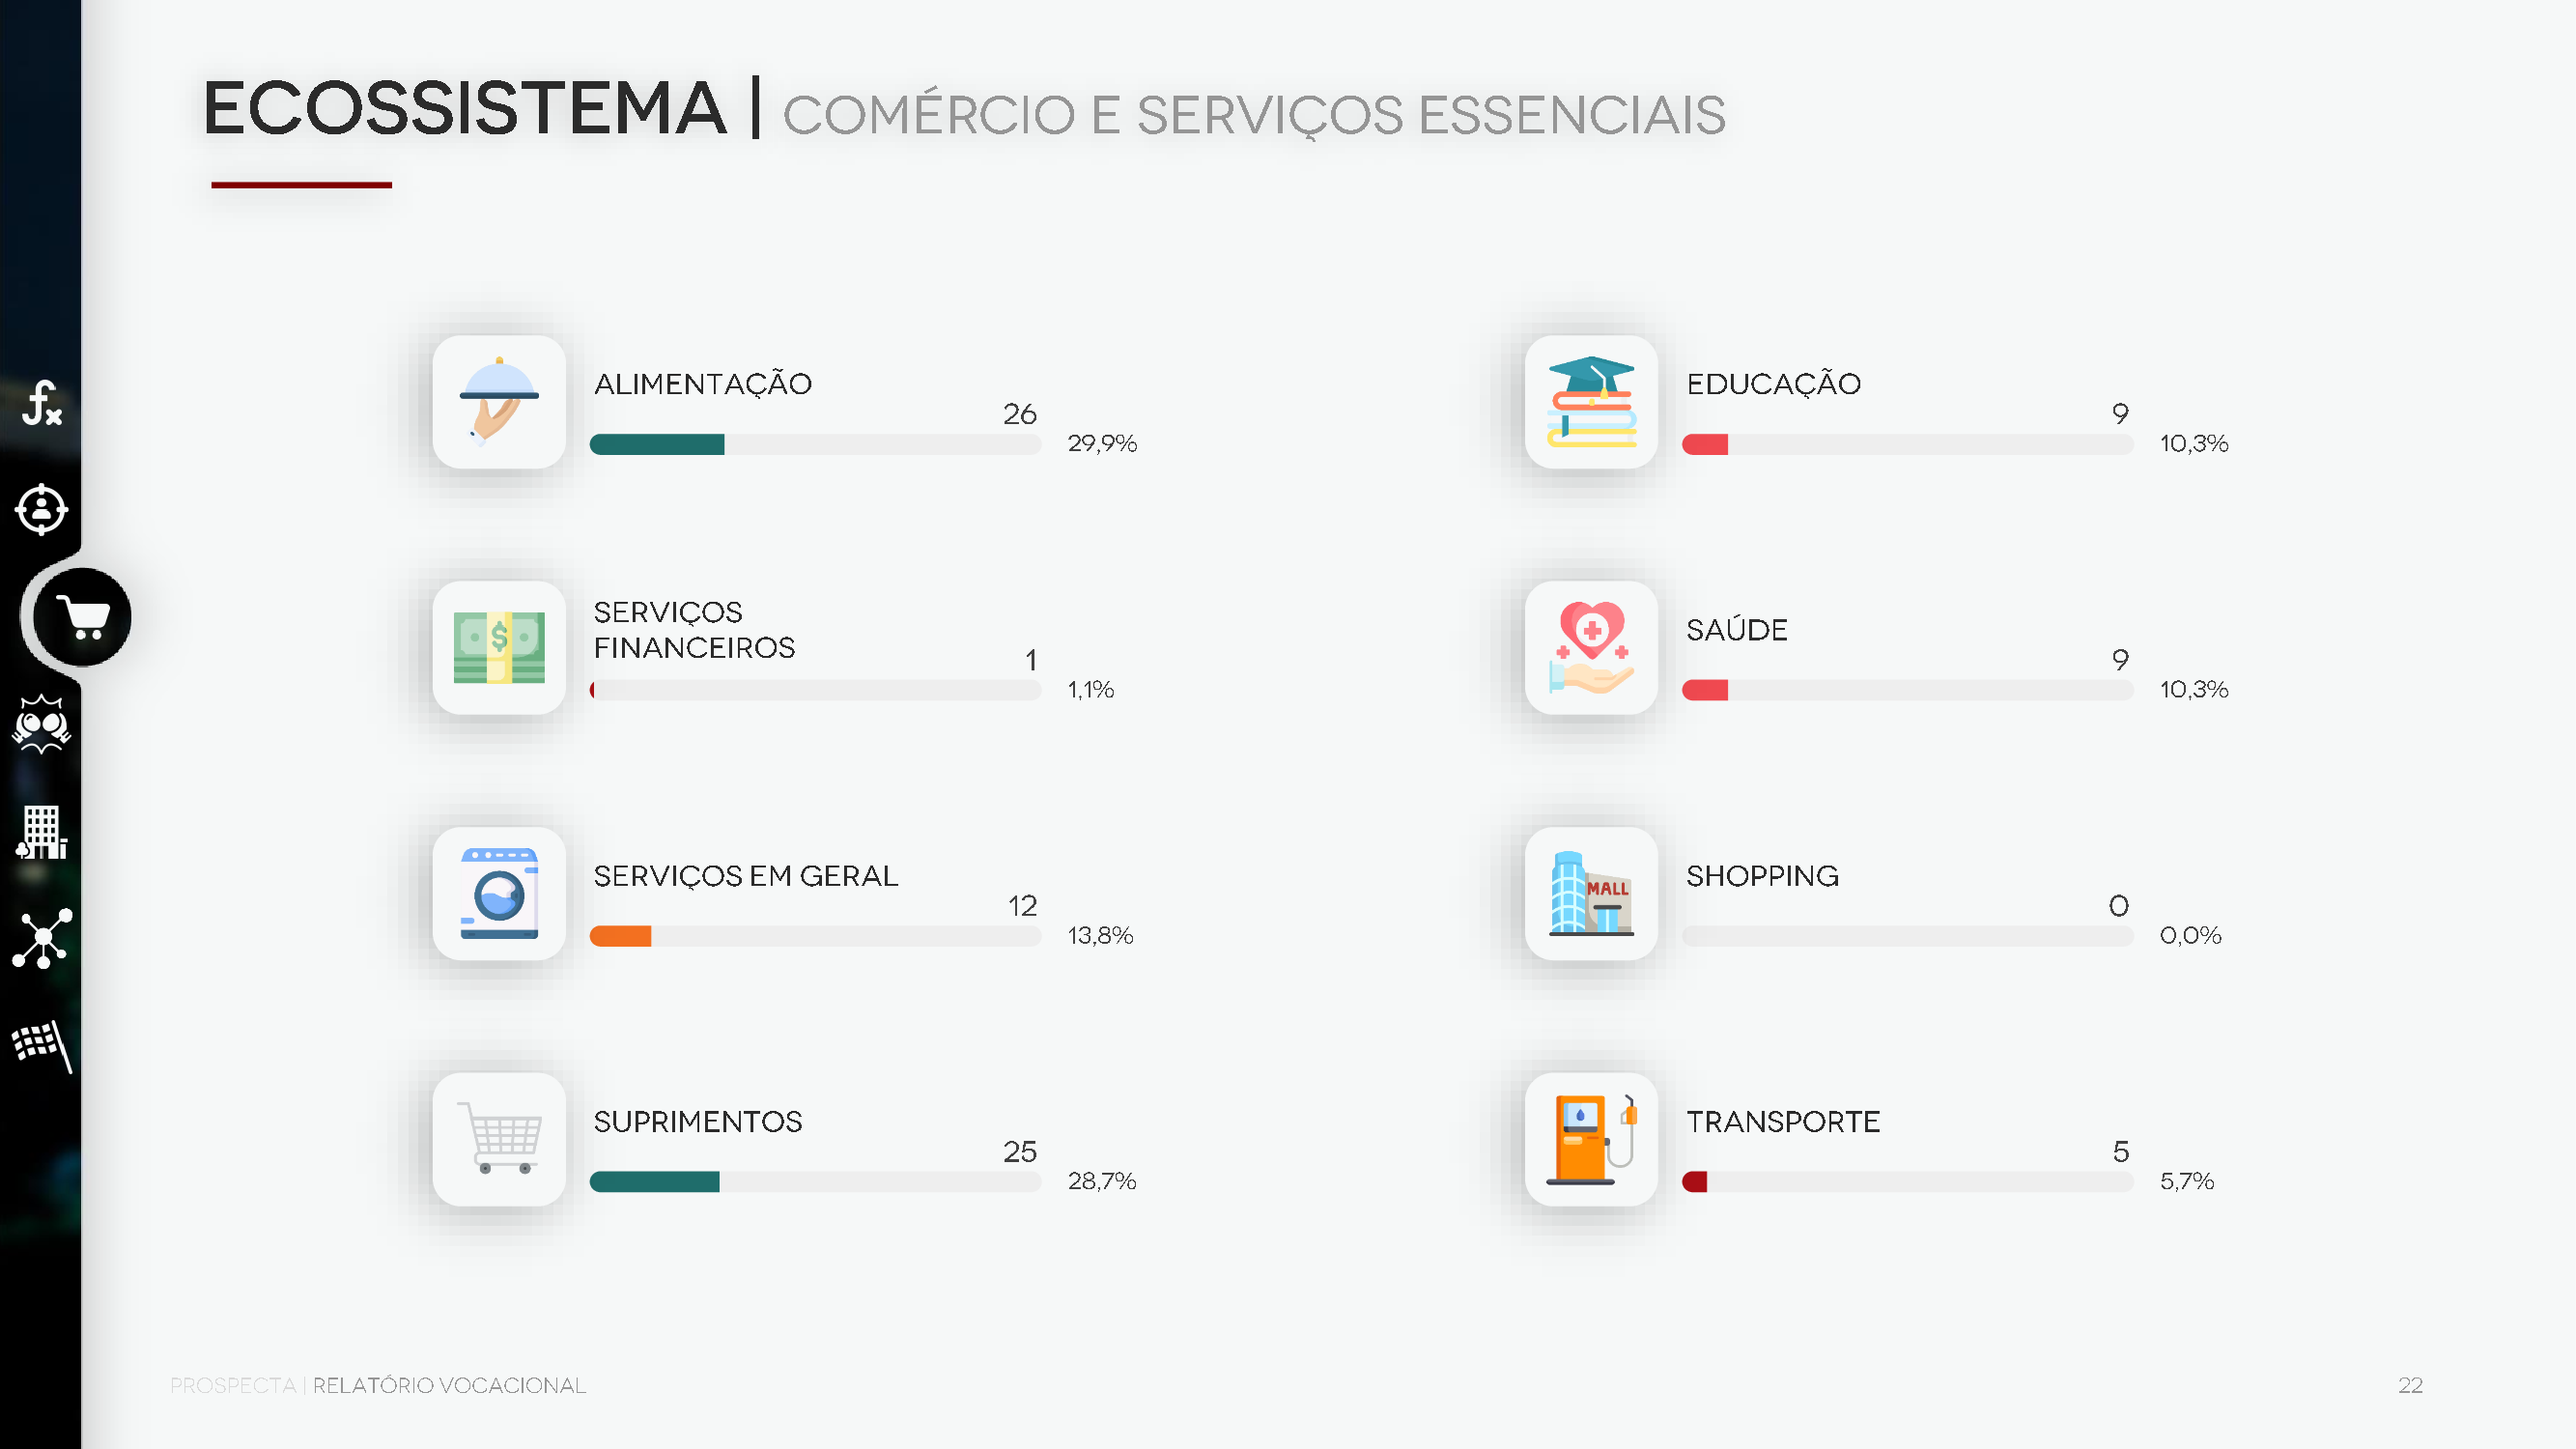 ECOSSISTEMA | COMÉRCIO E SERVIÇOS ESSENCIAIS
ALIMENTAÇÃO
26
29,9%
SERVIÇOS
FINANCEIROS
1
1,1%
SERVIÇOS EM GERAL
12
13,8%
SUPRIMENTOS
25
28,7%
EDUCAÇÃO
9
10,3%
SAÚDE
9
10,3%
MALL
SHOPPING
0
0,0%
TRANSPORTE
5
5,7%
PROSPECTA | RELATÓRIO VOCACIONAL
22